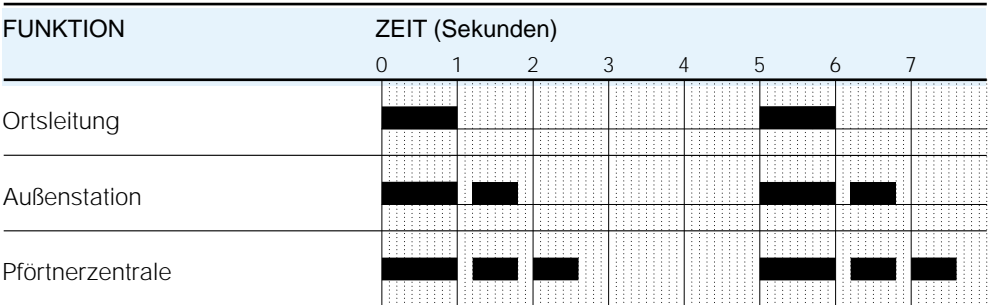 FUNKTION ZEIT (Sekunden)
0 1 2 3 4 5 6 7
Ortsleitung
Außenstation
Pförtnerzentrale